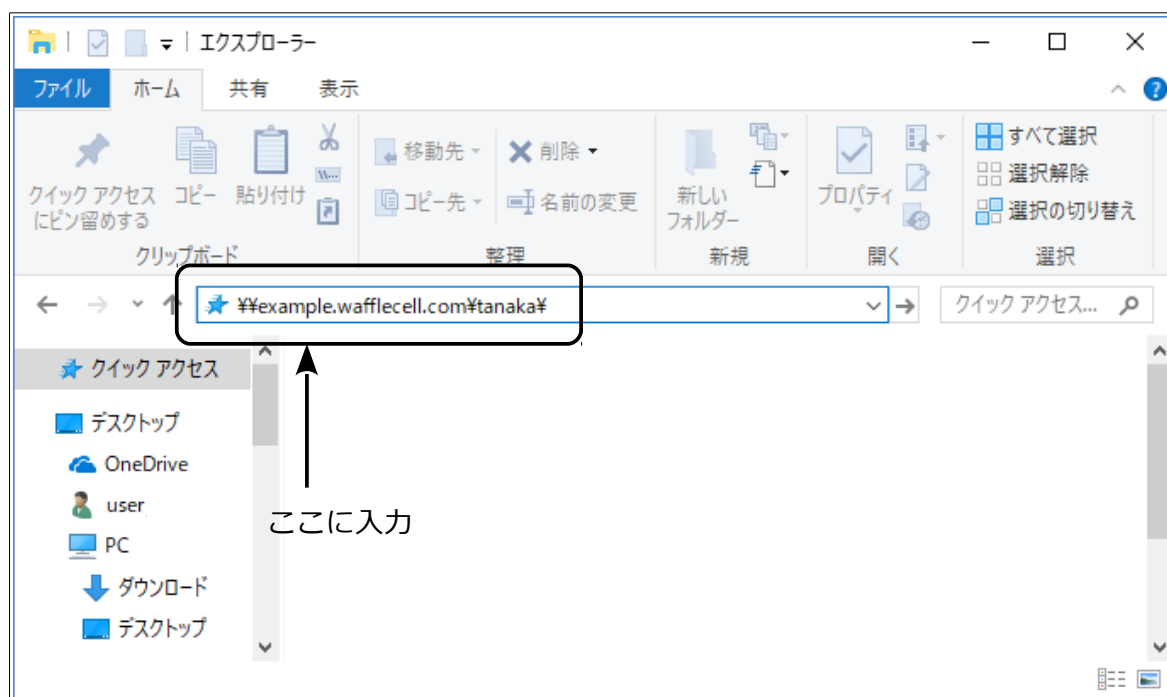 エクスプローラー
ファイル ホーム 共有 表示
クイック アクセス
にピン留めする
コピー
貼り付け
クリップボード
移動先
コピー先
削除
名前の変更
整理
新しい
フォルダー
新規
プロパティ
開く
すべて選択
選択解除
選択の切り替え
選択
¥¥example.wafflecell.com¥tanaka¥
クイック アクセス...
クイック アクセス
デスクトップ
OneDrive
user
PC
ダウンロード
デスクトップ
ここに入力